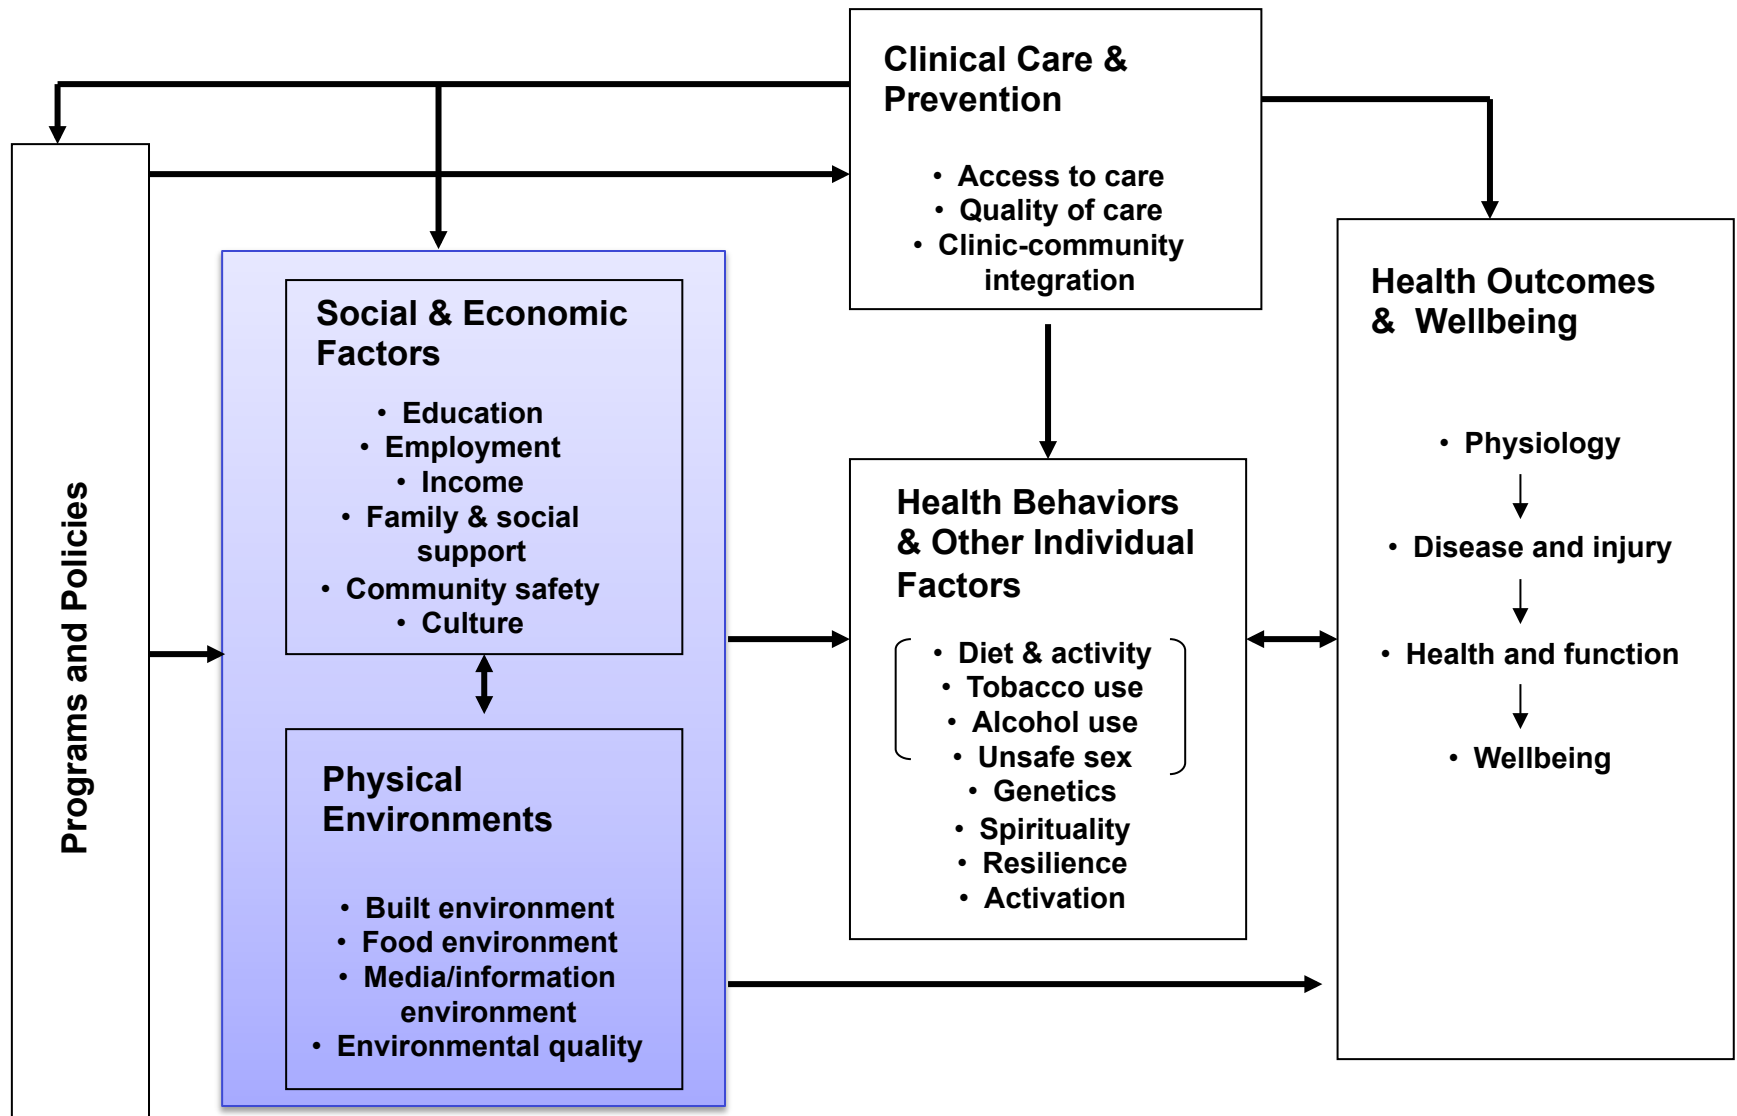 Programs and Policies
Social & Economic
Factors
• Education
• Employment
• Income
• Family & social
support
• Community safety
• Culture
Physical
Environments
• Built environment
• Food environment
• Media/information
environment
• Environmental quality
Clinical Care &
Prevention
• Access to care
• Quality of care
• Clinic-community
integration
Health Behaviors
& Other Individual
Factors
• Diet & activity
• Tobacco use
• Alcohol use
• Unsafe sex
• Genetics
• Spirituality
• Resilience
• Activation
Health Outcomes
& Wellbeing
• Physiology
• Disease and injury
• Health and function
• Wellbeing